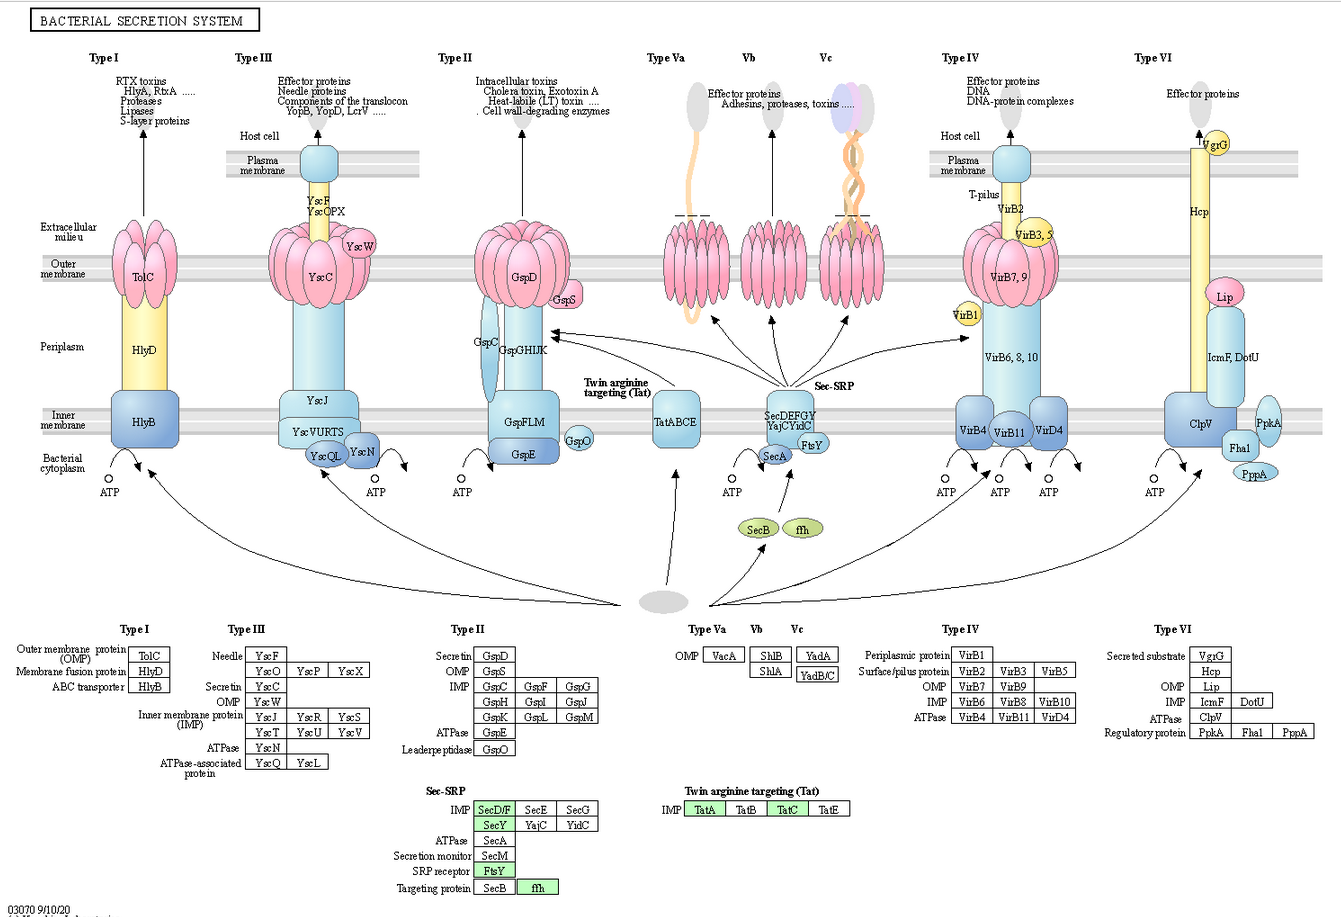 BACTERIAL SECRETION SYSTEM
Type I
Type III
Type II
Type Va
Vb
Vc
Type IV
Type VI
RTX toxins
HlyA, RtxA .....
Proteases
Lipases
S-layer proteins
Effector proteins
Needle proteins
Components of the translocon
YopB, YopD, LcrV .....
Intracellular toxins
Cholera toxin, Exotoxin A
Heat-labile (LT) toxin ....
. Cell wall-degrading enzymes
Effector proteins
Adhesins, proteases, toxins .....
Effector proteins
DNA
DNA-protein complexes
Effector proteins
Host cell
Plasma
membrane
Host cell
Plasma
membrane
VgrG
YscF
YscOPX
T-pilus
VirB2
Hcp
Extracellular
milieu
YscW
VirB3, 5
Outer
membrane
TolC
YscC
GspD
GspS
VirB7, 9
Lip
VirB1
Periplasm
HlyD
GspC
GspGHIJK
VirB6, 8, 10
IcmF, DotU
Twin arginine
targeting (Tat)
Sec-SRP
Inner
membrane
HlyB
YscJ
YscVURTS
YscQL
YscN
GspFLM
GspE
GspO
TatABCE
SecDEFGY
YajCYidC
FtsY
SecA
VirB4
VirB11
VirD4
ClpV
PpkA
Fha1
PppA
Bacterial
cytoplasm
ATP
ATP
ATP
ATP
ATP
ATP
ATP
ATP
SecB
ffh
Type I
Outer membrane protein
(OMP)
TolC
Membrane fusion protein HlyD
ABC transporter HlyB
Type III
Needle YscF
YscO YscP YscX
Secretin YscC
OMP YscW
Inner membrane protein
(IMP)
YscJ YscR YscS
YscT YscU YscV
ATPase YscN
ATPase-associated
protein
YscQ YscL
Type II
Secretin GspD
OMP GspS
IMP GspC GspF GspG
GspH GspI GspJ
GspK GspL GspM
ATPase GspE
Leaderpeptidase GspO
Type Va Vb Vc
OMP VacA ShlB YadA
ShlA YadB/C
Type IV
Periplasmic protein VirB1
Surface/pilus protein VirB2 VirB3 VirB5
OMP VirB7 VirB9
IMP VirB6 VirB8 VirB10
ATPase VirB4 VirB11 VirD4
Type VI
Secreted substrate VgrG
Hcp
OMP Lip
IMP IcmF DotU
ATPase ClpV
Regulatory protein PpkA Fha1 PppA
Sec-SRP
IMP SecD/F SecE SecG
SecY YajC YidC
ATPase SecA
Secretion monitor SecM
SRP receptor FtsY
Targeting protein SecB ffh
Twin arginine targeting (Tat)
IMP TatA TatB TatC TatE
03070 9/10/20